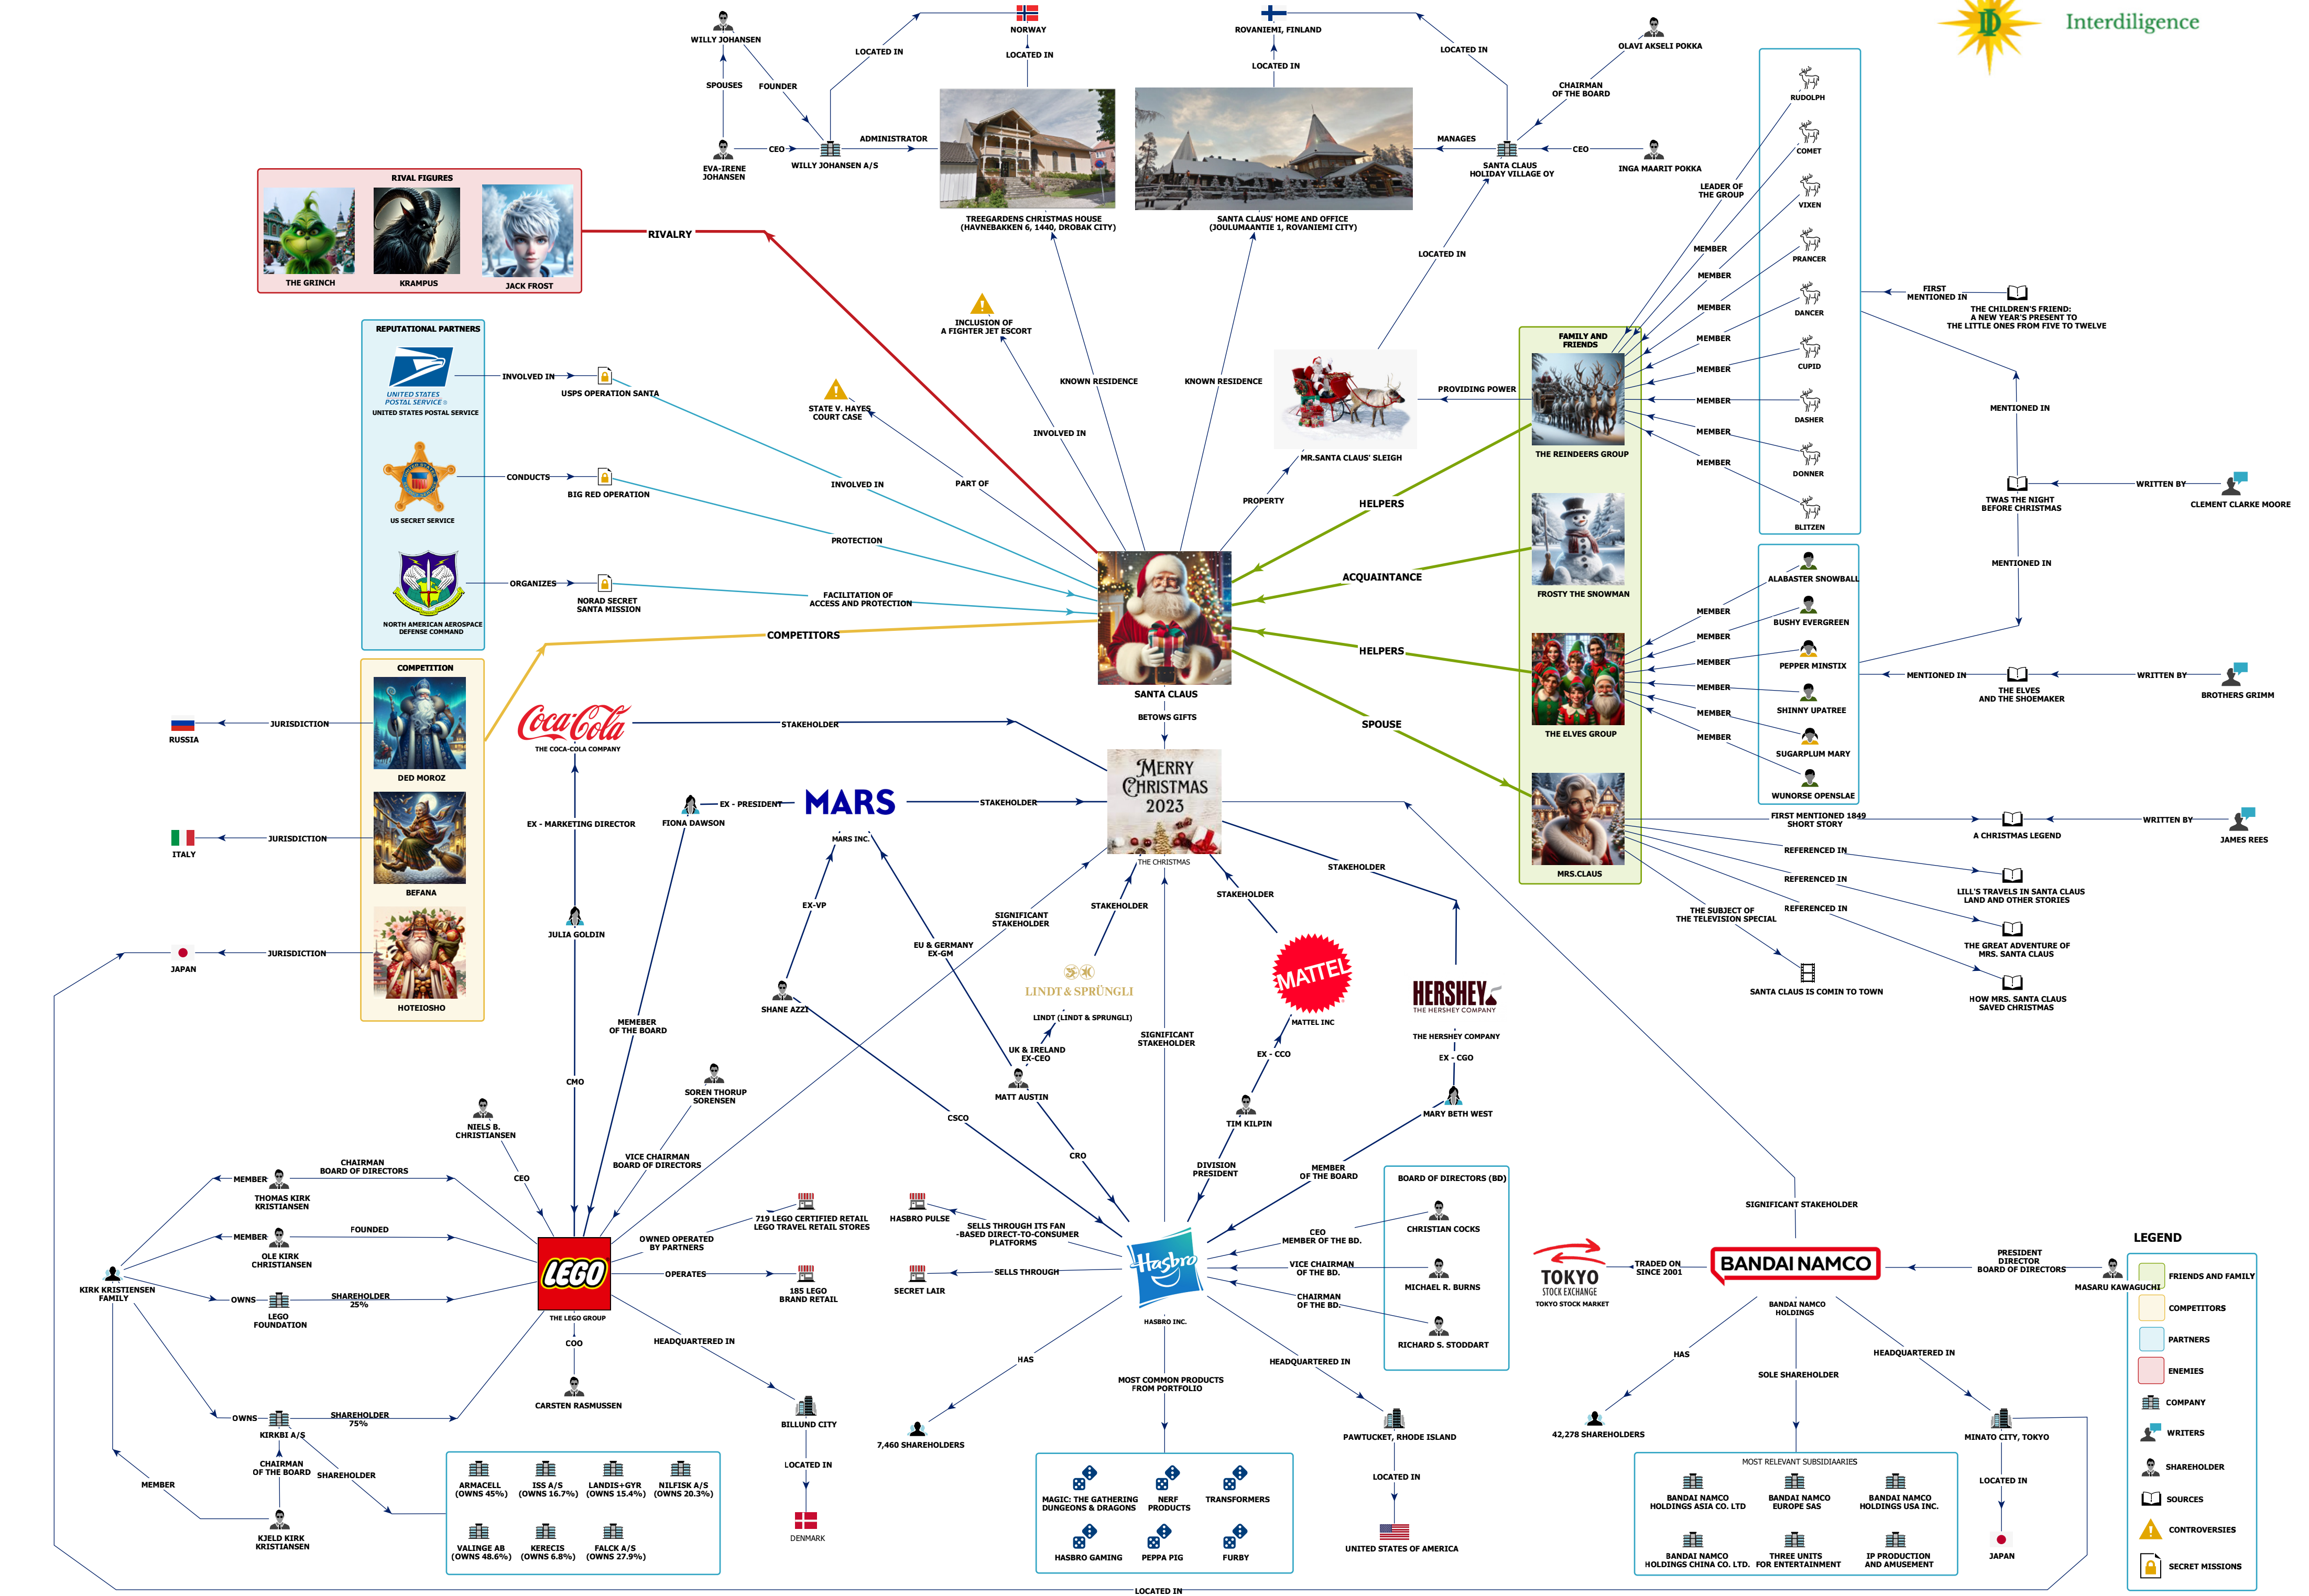 Interdiligence
WILLY JOHANSEN
NORWAY
ROVANIEMI, FINLAND
OLAVI AKSELI POKKA
LOCATED IN
LOCATED IN
LOCATED IN
LOCATED IN
SPOUSES
FOUNDER
CHAIRMAN
OF THE BOARD
RUDOLPH
COMET
VIXEN
PRANCER
DANCER
CUPID
DASHER
DONNER
BLITZEN
EVA-IRENE
JOHANSEN
CEO
WILLY JOHANSEN A/S
ADMINISTRATOR
MANAGES
SANTA CLAUS
HOLIDAY VILLAGE OY
CEO
INGA MAARIT POKKA
TREEGARDENS CHRISTMAS HOUSE
(HAVNEBAKKEN 6, 1440, DROBAK CITY)
SANTA CLAUS' HOME AND OFFICE
(JOULUMAANTIE 1, ROVANIEMI CITY)
LEADER OF
THE GROUP
MEMBER
MEMBER
MEMBER
MEMBER
MEMBER
MEMBER
MEMBER
MEMBER
FIRST
MENTIONED IN
THE CHILDREN'S FRIEND:
A NEW YEAR'S PRESENT TO
THE LITTLE ONES FROM FIVE TO TWELVE
MENTIONED IN
TWAS THE NIGHT
BEFORE CHRISTMAS
WRITTEN BY
CLEMENT CLARKE MOORE
MENTIONED IN
RIVAL FIGURES
THE GRINCH
KRAMPUS
JACK FROST
RIVALRY
INCLUSION OF
A FIGHTER JET ESCORT
LOCATED IN
KNOWN RESIDENCE
KNOWN RESIDENCE
STATE V. HAYES
COURT CASE
INVOLVED IN
PART OF
MR.SANTA CLAUS' SLEIGH
PROPERTY
PROVIDING POWER
REPUTATIONAL PARTNERS
UNITED STATES
POSTAL SERVICE ®
UNITED STATES POSTAL SERVICE
INVOLVED IN
USPS OPERATION SANTA
INVOLVED IN
US SECRET SERVICE
CONDUCTS
BIG RED OPERATION
PROTECTION
NORTH AMERICAN AEROSPACE
DEFENSE COMMAND
ORGANIZES
NORAD SECRET
SANTA MISSION
FACILITATION OF
ACCESS AND PROTECTION
COMPETITORS
FAMILY AND
FRIENDS
THE REINDEERS GROUP
FROSTY THE SNOWMAN
THE ELVES GROUP
MRS.CLAUS
HELPERS
ACQUAINTANCE
HELPERS
SPOUSE
SANTA CLAUS
BETOWS GIFTS
ALABASTER SNOWBALL
BUSHY EVERGREEN
PEPPER MINSTIX
SHINNY UPATREE
SUGARPLUM MARY
WUNORSE OPENSLAE
MEMBER
MEMBER
MEMBER
MEMBER
MEMBER
MEMBER
MENTIONED IN
THE ELVES
AND THE SHOEMAKER
WRITTEN BY
BROTHERS GRIMM
FIRST MENTIONED 1849
SHORT STORY
A CHRISTMAS LEGEND
WRITTEN BY
JAMES REES
REFERENCED IN
LILL'S TRAVELS IN SANTA CLAUS
LAND AND OTHER STORIES
REFERENCED IN
THE GREAT ADVENTURE OF
MRS. SANTA CLAUS
REFERENCED IN
HOW MRS. SANTA CLAUS
SAVED CHRISTMAS
THE SUBJECT OF
THE TELEVISION SPECIAL
SANTA CLAUS IS COMIN TO TOWN
COMPETITION
DED MOROZ
BEFANA
HOTEIOSHO
JURISDICTION
RUSSIA
JURISDICTION
ITALY
JURISDICTION
JAPAN
Coca-Cola
THE COCA-COLA COMPANY
STAKEHOLDER
EX - MARKETING DIRECTOR
JULIA GOLDIN
CMO
FIONA DAWSON
EX - PRESIDENT
MARS
MARS INC.
STAKEHOLDER
MERRY
CHRISTMAS
2023
THE CHRISTMAS
MEMEBER
OF THE BOARD
EX-VP
SHANE AZZI
CSCO
EU & GERMANY
EX-GM
SIGNIFICANT
STAKEHOLDER
STAKEHOLDER
LINDT & SPRÜNGLI
LINDT (LINDT & SPRUNGLI)
UK & IRELAND
EX-CEO
MATT AUSTIN
CRO
SIGNIFICANT
STAKEHOLDER
STAKEHOLDER
MATTEL
MATTEL INC
EX - CCO
TIM KILPIN
DIVISION
PRESIDENT
STAKEHOLDER
HERSHEY
THE HERSHEY COMPANY
THE HERSHEY COMPANY
EX - CGO
MARY BETH WEST
MEMBER
OF THE BOARD
SOREN THORUP
SORENSEN
VICE CHAIRMAN
BOARD OF DIRECTORS
NIELS B.
CHRISTIANSEN
CEO
CHAIRMAN
BOARD OF DIRECTORS
MEMBER
THOMAS KIRK
KRISTIANSEN
FOUNDED
MEMBER
OLE KIRK
CHRISTIANSEN
KIRK KRISTIENSEN
FAMILY
OWNS
LEGO
FOUNDATION
SHAREHOLDER
25%
LEGO
THE LEGO GROUP
OWNED OPERATED
BY PARTNERS
719 LEGO CERTIFIED RETAIL
LEGO TRAVEL RETAIL STORES
OPERATES
185 LEGO
BRAND RETAIL
COO
CARSTEN RASMUSSEN
HEADQUARTERED IN
BILLUND CITY
LOCATED IN
DENMARK
OWNS
KIRKBI A/S
SHAREHOLDER
75%
CHAIRMAN
OF THE BOARD
SHAREHOLDER
MEMBER
KJELD KIRK
KRISTIANSEN
ARMACELL
(OWNS 45%)
ISS A/S
(OWNS 16.7%)
LANDIS+GYR
(OWNS 15.4%)
NILFISK A/S
(OWNS 20.3%)
VALINGE AB
(OWNS 48.6%)
KERECIS
(OWNS 6.8%)
FALCK A/S
(OWNS 27.9%)
HASBRO PULSE
SELLS THROUGH ITS FAN
-BASED DIRECT-TO-CONSUMER
PLATFORMS
SECRET LAIR
SELLS THROUGH
Hasbro
HASBRO INC.
BOARD OF DIRECTORS (BD)
CHRISTIAN COCKS
MICHAEL R. BURNS
RICHARD S. STODDART
CEO
MEMBER OF THE BD.
VICE CHAIRMAN
OF THE BD.
CHAIRMAN
OF THE BD.
HAS
7,460 SHAREHOLDERS
MOST COMMON PRODUCTS
FROM PORTFOLIO
HEADQUARTERED IN
PAWTUCKET, RHODE ISLAND
LOCATED IN
UNITED STATES OF AMERICA
MAGIC: THE GATHERING
DUNGEONS & DRAGONS
NERF
PRODUCTS
TRANSFORMERS
HASBRO GAMING
PEPPA PIG
FURBY
SIGNIFICANT STAKEHOLDER
TOKYO
STOCK EXCHANGE
TOKYO STOCK MARKET
TRADED ON
SINCE 2001
BANDAI NAMCO
BANDAI NAMCO
HOLDINGS
PRESIDENT
DIRECTOR
BOARD OF DIRECTORS
MASARU KAWAGUCHI
HAS
42,278 SHAREHOLDERS
SOLE SHAREHOLDER
HEADQUARTERED IN
MINATO CITY, TOKYO
LOCATED IN
JAPAN
MOST RELEVANT SUBSIDIAARIES
BANDAI NAMCO
HOLDINGS ASIA CO. LTD
BANDAI NAMCO
EUROPE SAS
BANDAI NAMCO
HOLDINGS USA INC.
BANDAI NAMCO
HOLDINGS CHINA CO. LTD.
THREE UNITS
FOR ENTERTAINMENT
IP PRODUCTION
AND AMUSEMENT
LOCATED IN
LEGEND
FRIENDS AND FAMILY
COMPETITORS
PARTNERS
ENEMIES
COMPANY
WRITERS
SHAREHOLDER
SOURCES
CONTROVERSIES
SECRET MISSIONS